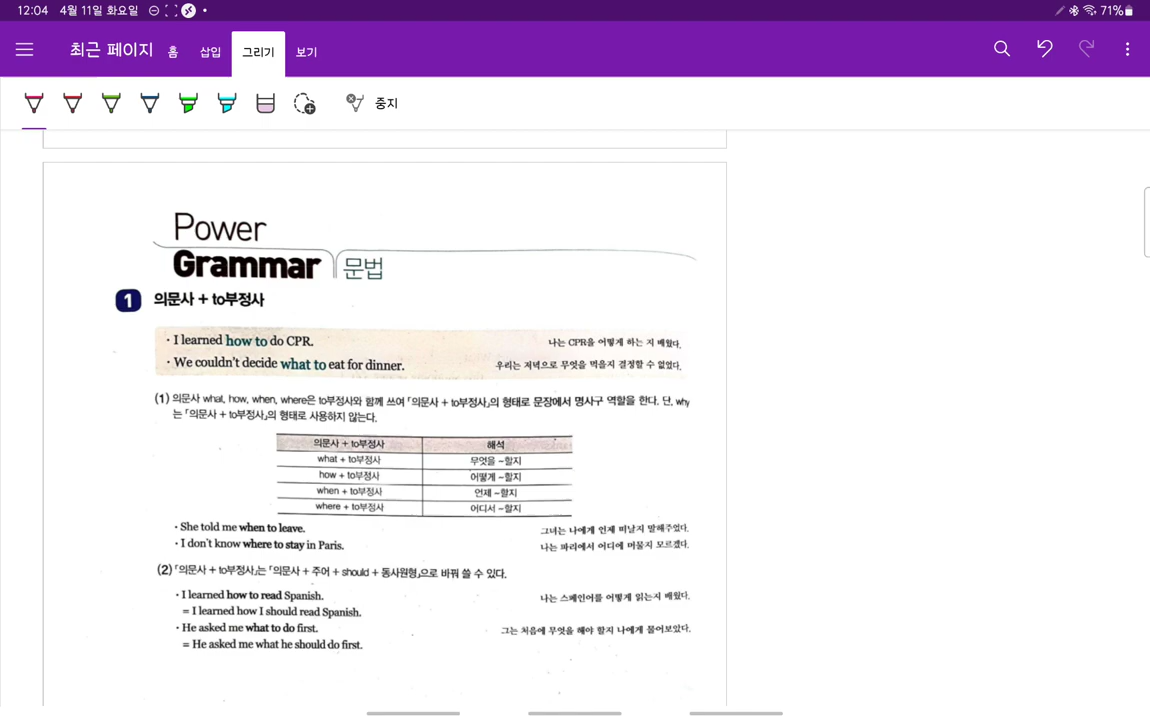 12:04 4월 11일 화요일
71%
최근 페이지 홈 삽입 그리기 보기
중지
Power
Grammar 문법
1 의문사 + to부정사
· I learned how to do CPR. 나는 CPR을 어떻게 하는 지 배웠다.
· We couldn't decide what to eat for dinner. 우리는 저녁으로 무엇을 먹을지 결정할 수 없었다.
(1) 의문사 what, how, when, where은 to부정사와 함께 쓰여 「의문사 + to부정사」의 형태로 문장에서 명사구 역할을 한다. 단, why
는 「의문사 + to부정사」의 형태로 사용하지 않는다.
의문사 + to부정사 해석
what + to부정사 무엇을 ~할지
how + to부정사 어떻게 ~할지
when + to부정사 언제 ~할지
where + to부정사 어디서 ~할지
· She told me when to leave. 그녀는 나에게 언제 떠날지 말해주었다.
· I don't know where to stay in Paris. 나는 파리에서 어디에 머물지 모르겠다.
(2) 「의문사 + to부정사」는 「의문사 + 주어 + should + 동사원형」으로 바꿔 쓸 수 있다.
· I learned how to read Spanish. 나는 스페인어를 어떻게 읽는지 배웠다.
= I learned how I should read Spanish.
· He asked me what to do first. 그는 처음에 무엇을 해야 할지 나에게 물어보았다.
= He asked me what he should do first.